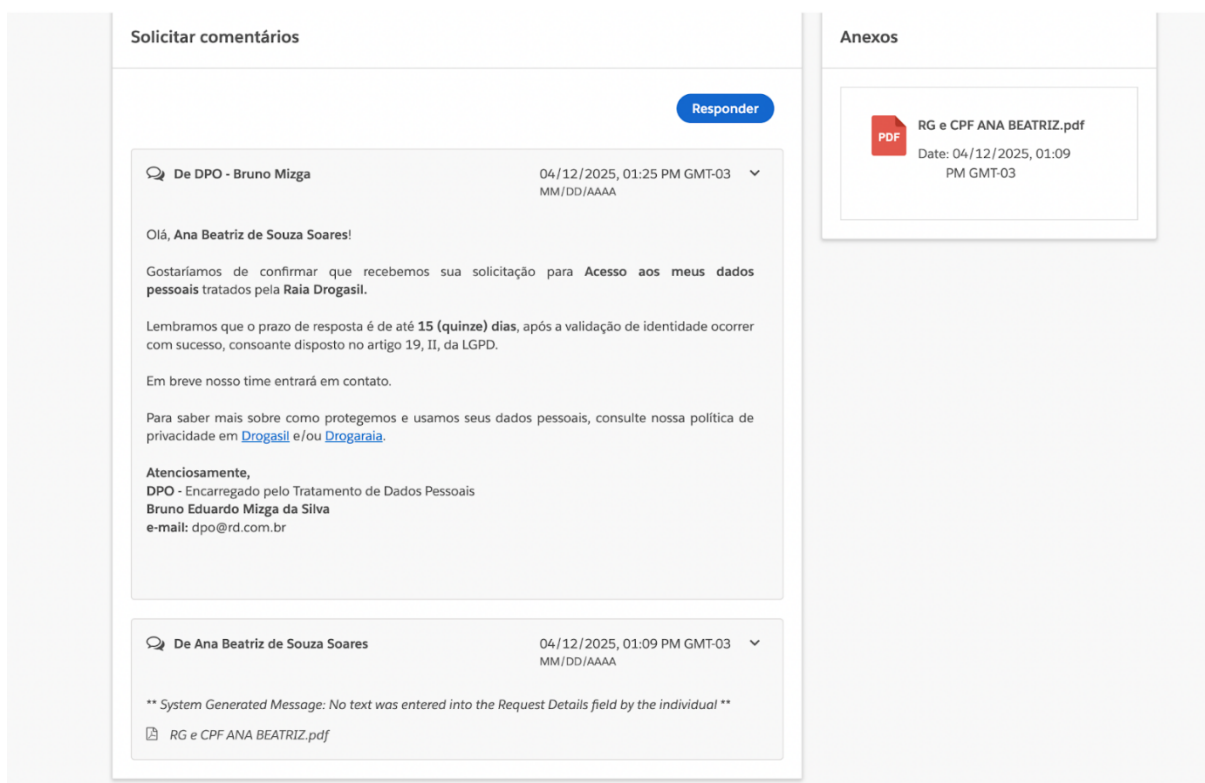 Solicitar comentários
Responder
De DPO - Bruno Mizga
04/12/2025, 01:25 PM GMT-03
MM/DD/AAAA
Olá, Ana Beatriz de Souza Soares!
Gostaríamos de confirmar que recebemos sua solicitação para Acesso aos meus dados
pessoais tratados pela Raia Drogasil.
Lembramos que o prazo de resposta é de até 15 (quinze) dias, após a validação de identidade ocorrer
com sucesso, consoante disposto no artigo 19, II, da LGPD.
Em breve nosso time entrará em contato.
Para saber mais sobre como protegemos e usamos seus dados pessoais, consulte nossa política de
privacidade em Drogasil e/ou Drogaraia.
Atenciosamente,
DPO - Encarregado pelo Tratamento de Dados Pessoais
Bruno Eduardo Mizga da Silva
e-mail: dpo@rd.com.br
De Ana Beatriz de Souza Soares
04/12/2025, 01:09 PM GMT-03
MM/DD/AAAA
** System Generated Message: No text was entered into the Request Details field by the individual **
RG e CPF ANA BEATRIZ.pdf
Anexos
PDF
RG e CPF ANA BEATRIZ.pdf
Date: 04/12/2025, 01:09
PM GMT-03